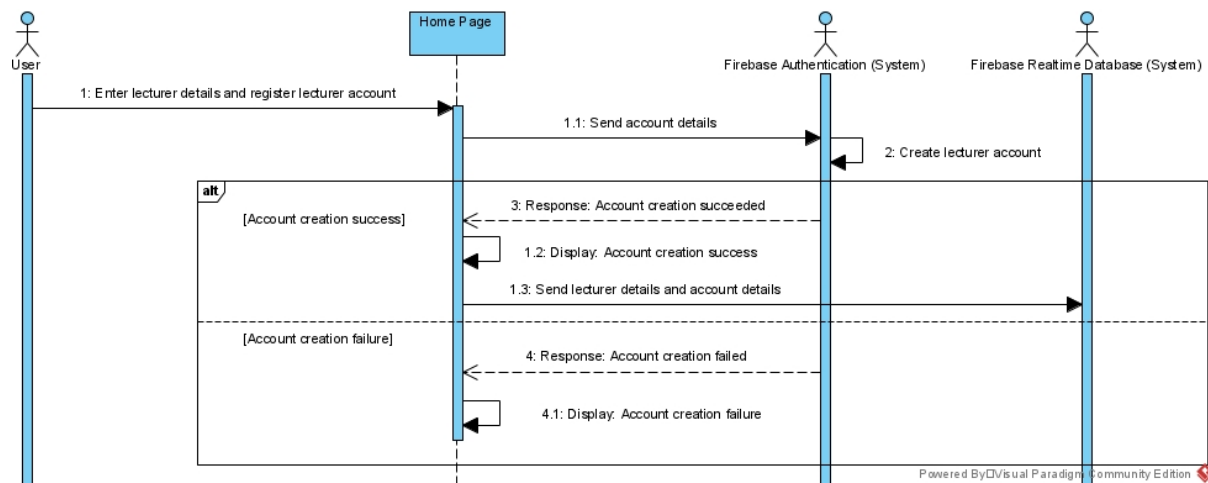 Home Page
User
Firebase Authentication (System)
Firebase Realtime Database (System)
1: Enter lecturer details and register lecturer account
1.1: Send account details
2: Create lecturer account
alt
[Account creation success]
3: Response: Account creation succeeded
1.2: Display: Account creation success
1.3: Send lecturer details and account details
[Account creation failure]
4: Response: Account creation failed
4.1: Display: Account creation failure
Powered By Visual Paradigm Community Edition